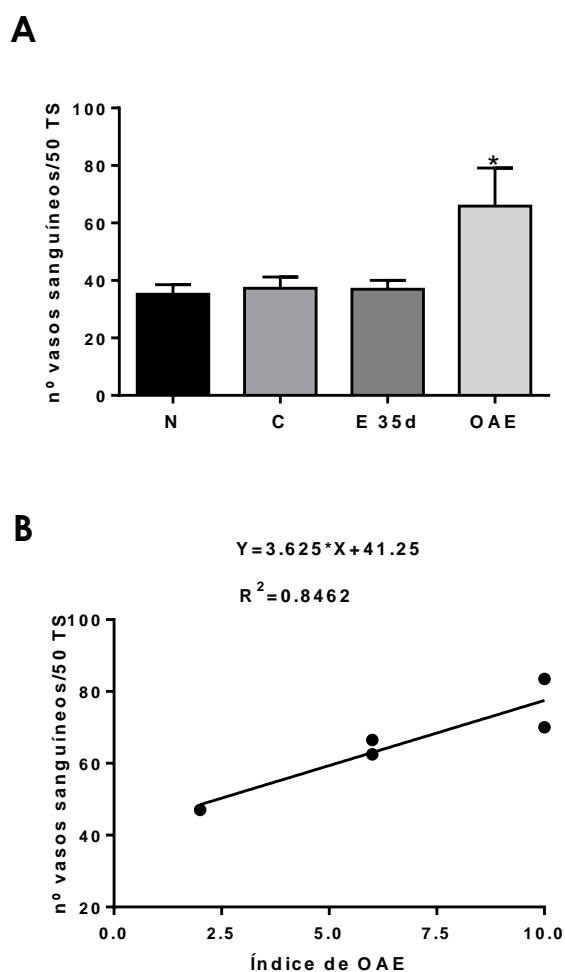 A
nº vasos sanguíneos/50 TS
100
80
60
40
20
0
*
N C E 35d OAE
B
Y=3.625*X+41.25
R²=0.8462
nº vasos sanguíneos/50 TS
100
80
60
40
20
0.0 2.5 5.0 7.5 10.0
Índice de OAE